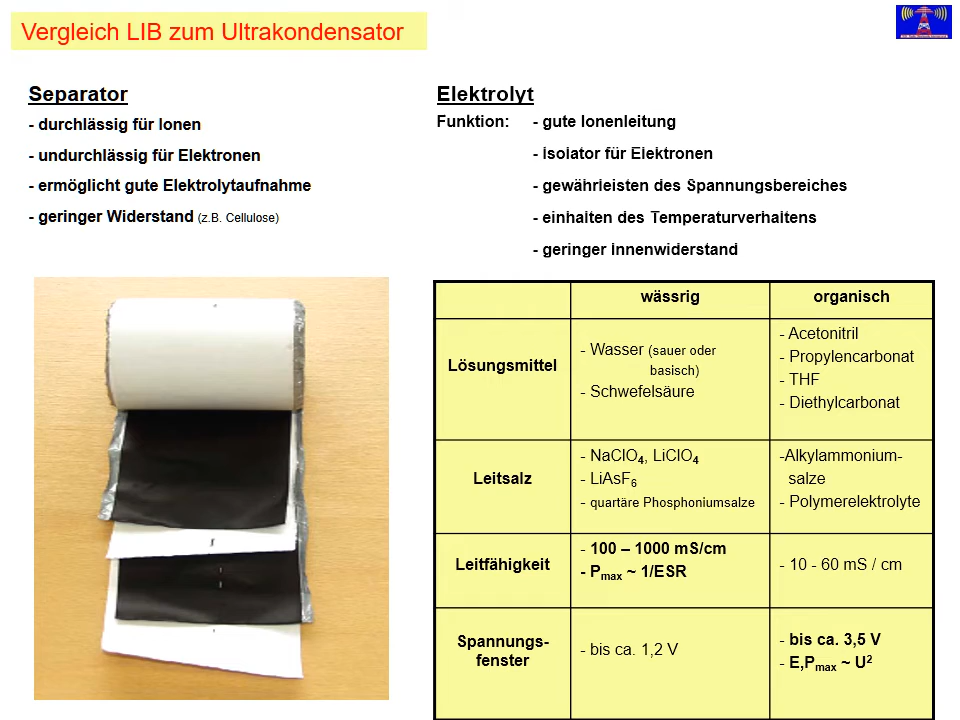 Vergleich LIB zum Ultrakondensator
Separator
- durchlässig für Ionen
- undurchlässig für Elektronen
- ermöglicht gute Elektrolytaufnahme
- geringer Widerstand (z.B. Cellulose)
Elektrolyt
Funktion: - gute Ionenleitung
- Isolator für Elektronen
- gewährleisten des Spannungsbereiches
- einhalten des Temperaturverhaltens
- geringer Innenwiderstand
wässrig organisch
Lösungsmittel
- Wasser (sauer oder
basisch)
- Schwefelsäure
- Acetonitril
- Propylencarbonat
- THF
- Diethylcarbonat
Leitsalz
- NaClO4, LiClO4
- LiAsF6
- quartäre Phosphoniumsalze
-Alkylammonium-
salze
- Polymerelektrolyte
Leitfähigkeit
- 100 – 1000 mS/cm
- Pmax ~ 1/ESR
- 10 - 60 mS / cm
Spannungs-
fenster
- bis ca. 1,2 V
- bis ca. 3,5 V
- E,Pmax ~ U²